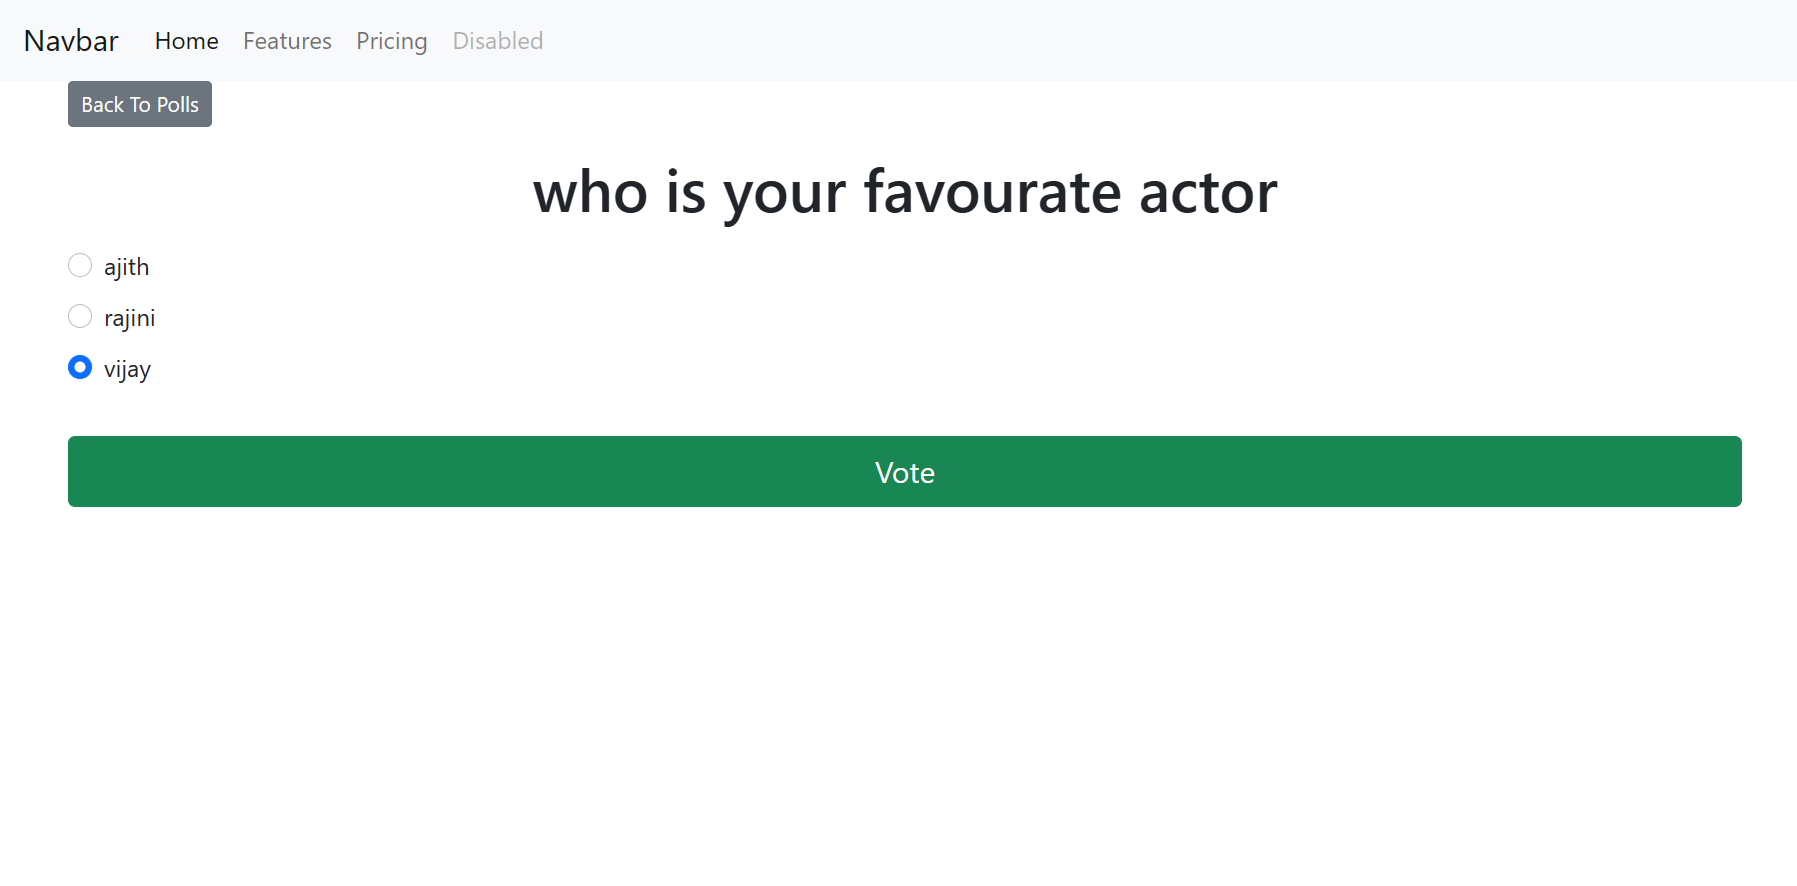 Navbar Home Features Pricing Disabled
Back To Polls
who is your favourate actor
ajith
rajini
vijay
Vote